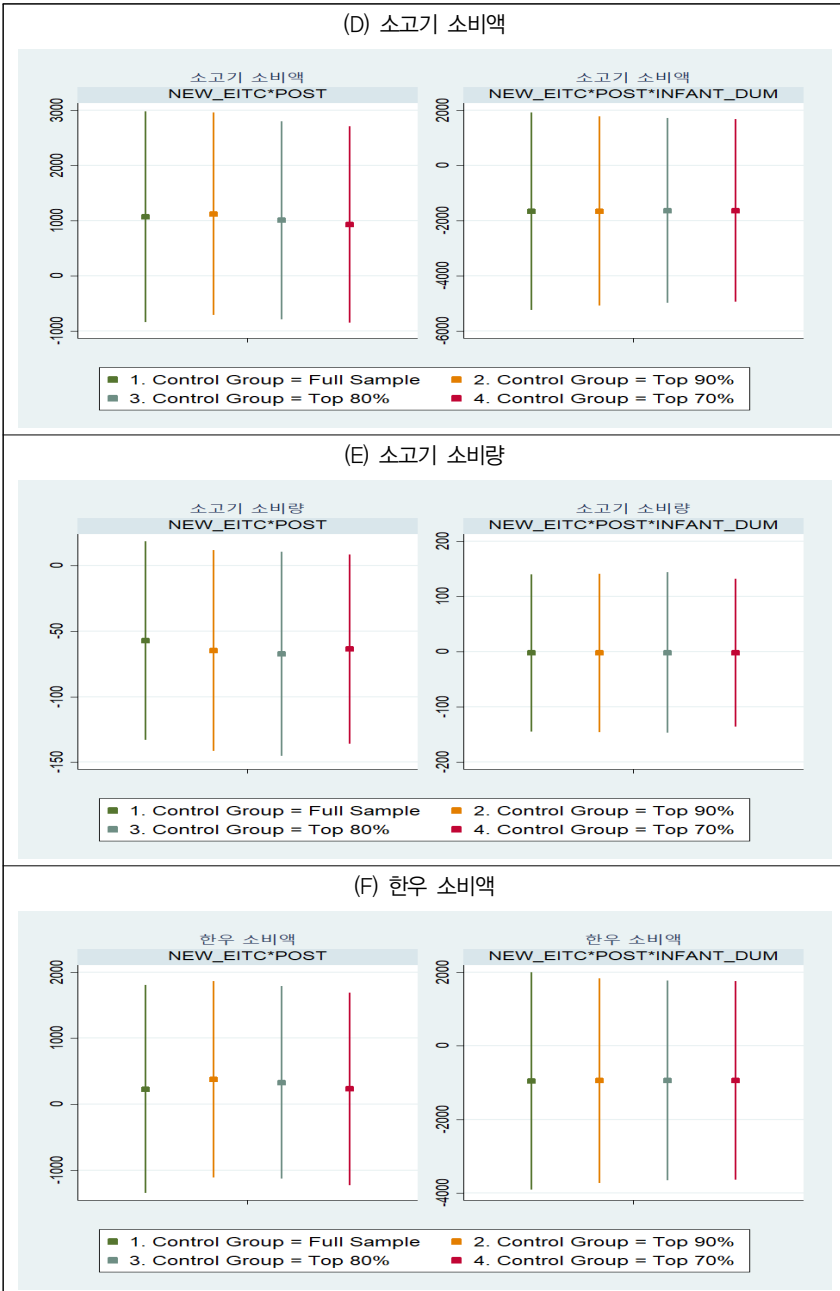 (D) 소고기 소비액
소고기 소비액
NEW_EITC*POST
3000
2000
1000
0
-1000
소고기 소비액
NEW_EITC*POST*INFANT_DUM
2000
0
-2000
-4000
-6000
1. Control Group = Full Sample
2. Control Group = Top 90%
3. Control Group = Top 80%
4. Control Group = Top 70%
(E) 소고기 소비량
소고기 소비량
NEW_EITC*POST
0
-50
-100
-150
소고기 소비량
NEW_EITC*POST*INFANT_DUM
200
100
0
-100
-200
1. Control Group = Full Sample
2. Control Group = Top 90%
3. Control Group = Top 80%
4. Control Group = Top 70%
(F) 한우 소비액
한우 소비액
NEW_EITC*POST
2000
1000
0
-1000
한우 소비액
NEW_EITC*POST*INFANT_DUM
2000
0
-2000
-4000
1. Control Group = Full Sample
2. Control Group = Top 90%
3. Control Group = Top 80%
4. Control Group = Top 70%